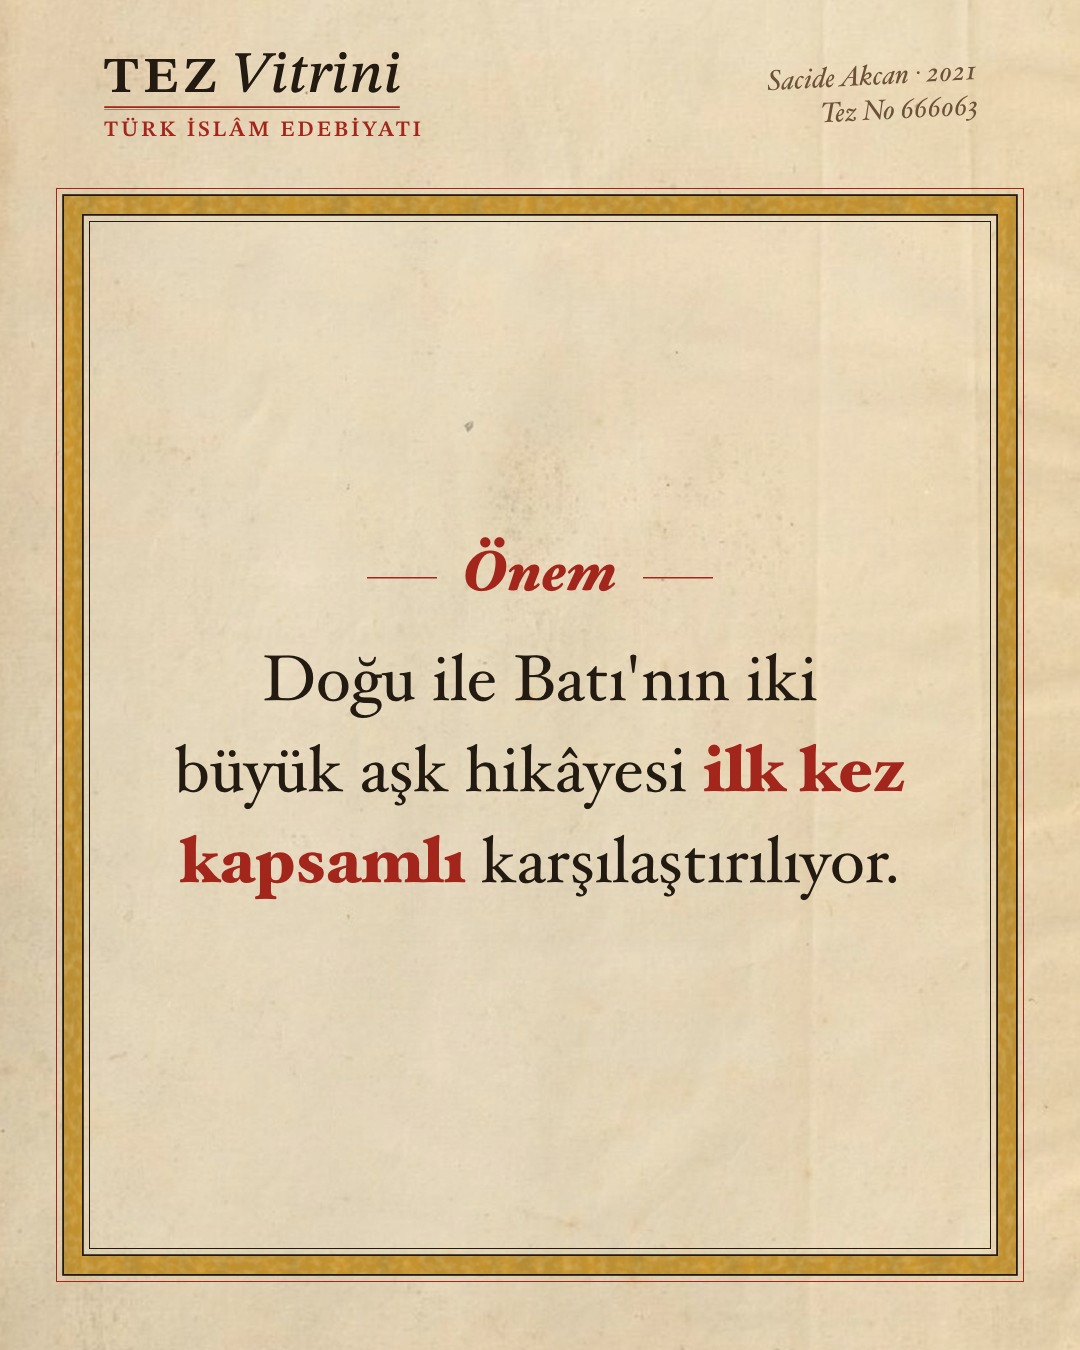 TEZ Vitrini
TÜRK İSLÂM EDEBİYATI
Sacide Akcan · 2021
Tez No 666063
Önem
Doğu ile Batı'nın iki
büyük aşk hikâyesi ilk kez
kapsamlı karşılaştırılıyor.